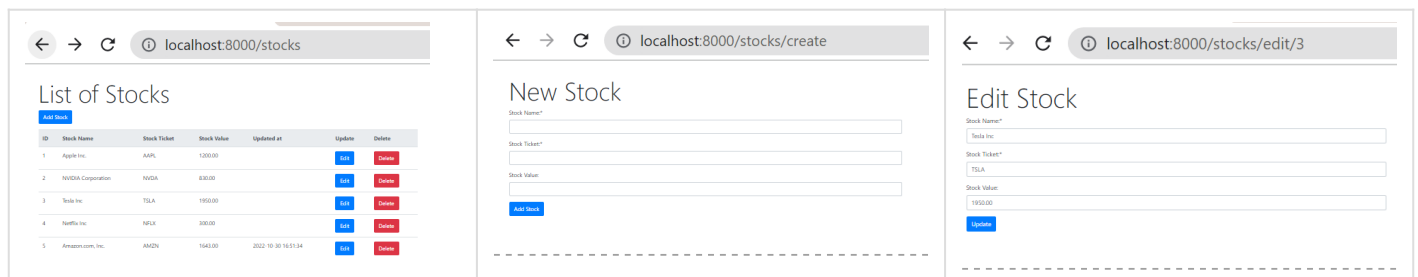 localhost:8000/stocks
List of Stocks
Add Stock
ID Stock Name Stock Ticket Stock Value Updated at Update Delete
1 Apple Inc. AAPL 1200.00 Edit Delete
2 NVIDIA Corporation NVDA 830.00 Edit Delete
3 Tesla Inc TSLA 1950.00 Edit Delete
4 Netflix Inc NFLX 300.00 Edit Delete
5 Amazon.com, Inc. AMZN 1643.00 2022-10-30 16:51:34 Edit Delete
localhost:8000/stocks/create
New Stock
Stock Name:*
Stock Ticket:*
Stock Value:
Add Stock
localhost:8000/stocks/edit/3
Edit Stock
Stock Name:*
Tesla Inc
Stock Ticket:*
TSLA
Stock Value:
1950.00
Update